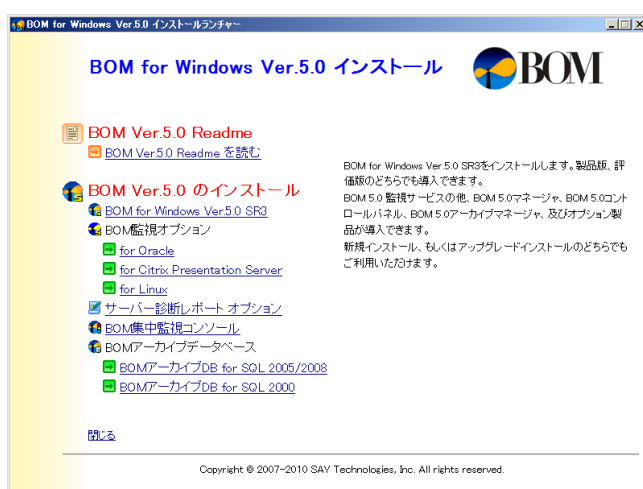 BOM for Windows Ver.5.0 インストールランチャー
BOM for Windows Ver.5.0 インストール
BOM
BOM Ver.5.0 Readme
BOM Ver5.0 Readme を読む
BOM Ver.5.0 のインストール
BOM for Windows Ver.5.0 SR3
BOM監視オプション
for Oracle
for Citrix Presentation Server
for Linux
サーバー診断レポート オプション
BOM集中監視コンソール
BOMアーカイブデータベース
BOMアーカイブDB for SQL 2005/2008
BOMアーカイブDB for SQL 2000
閉じる
BOM for Windows Ver.5.0 SR3をインストールします。製品版、評
価版のどちらでも導入できます。
BOM 5.0 監視サービスの他、BOM 5.0マネージャ、BOM 5.0コント
ロールパネル、BOM 5.0アーカイブマネージャ、及びオプション製
品が導入できます。
新規インストール、もしくはアップグレードインストールのどちらでも
ご利用いただけます。
Copyright © 2007-2010 SAY Technologies, Inc. All rights reserved.